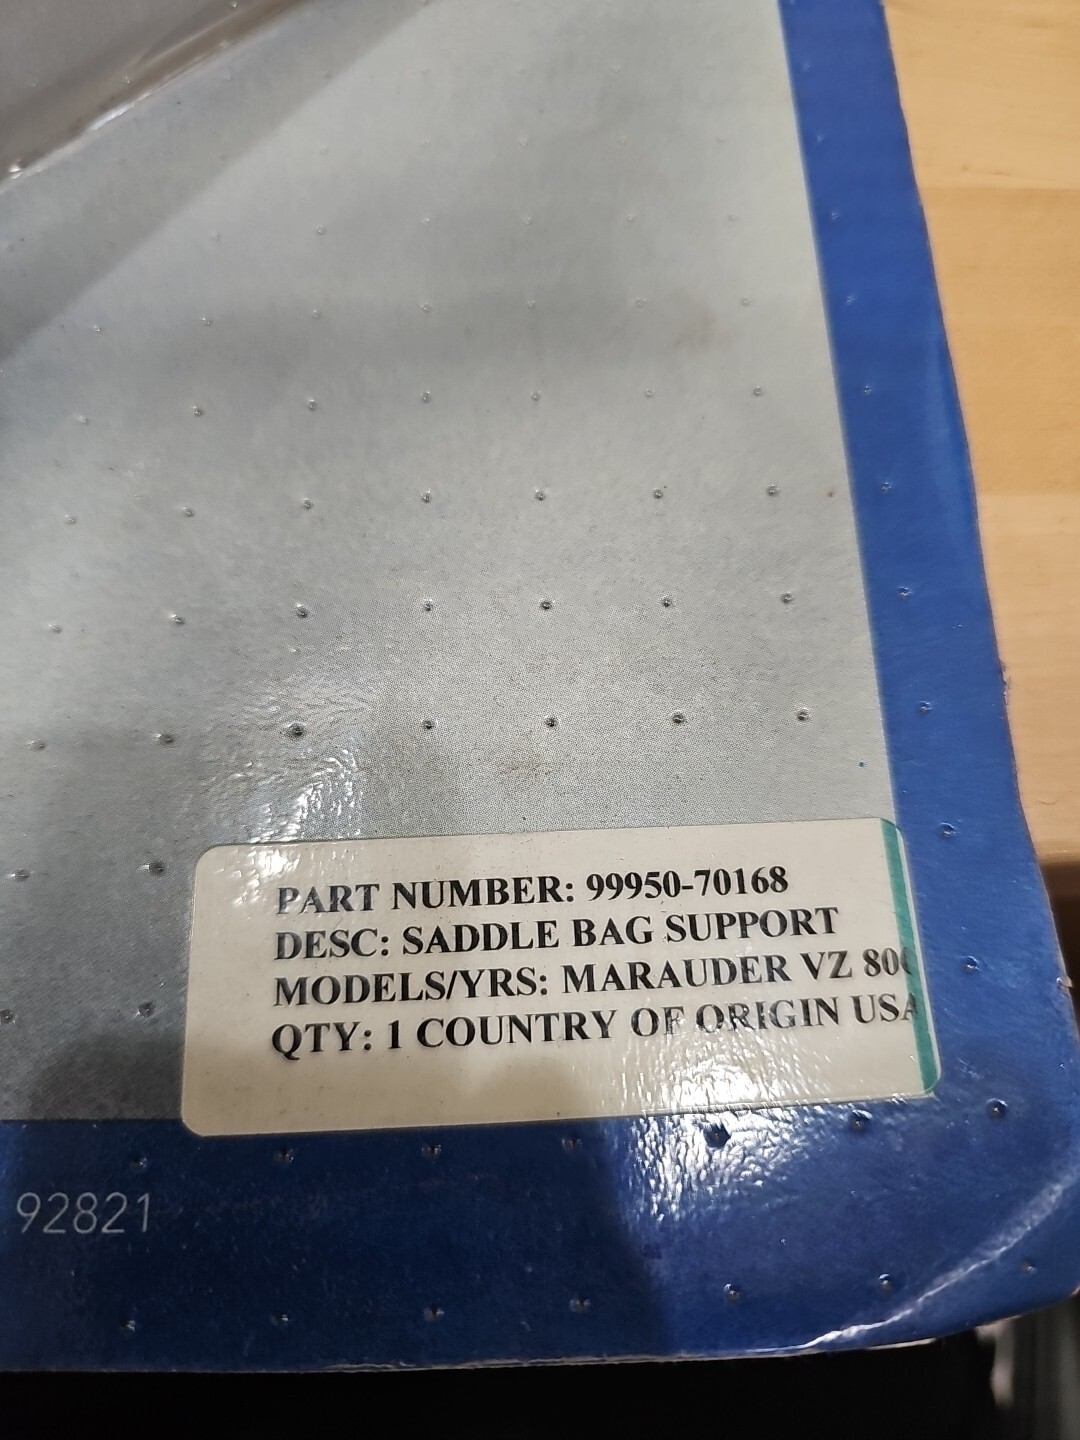 PART NUMBER: 99950-70168
DESC: SADDLE BAG SUPPORT
MODELS/YRS: MARAUDER VZ 800
QTY: 1 COUNTRY OF ORIGIN USA
92821